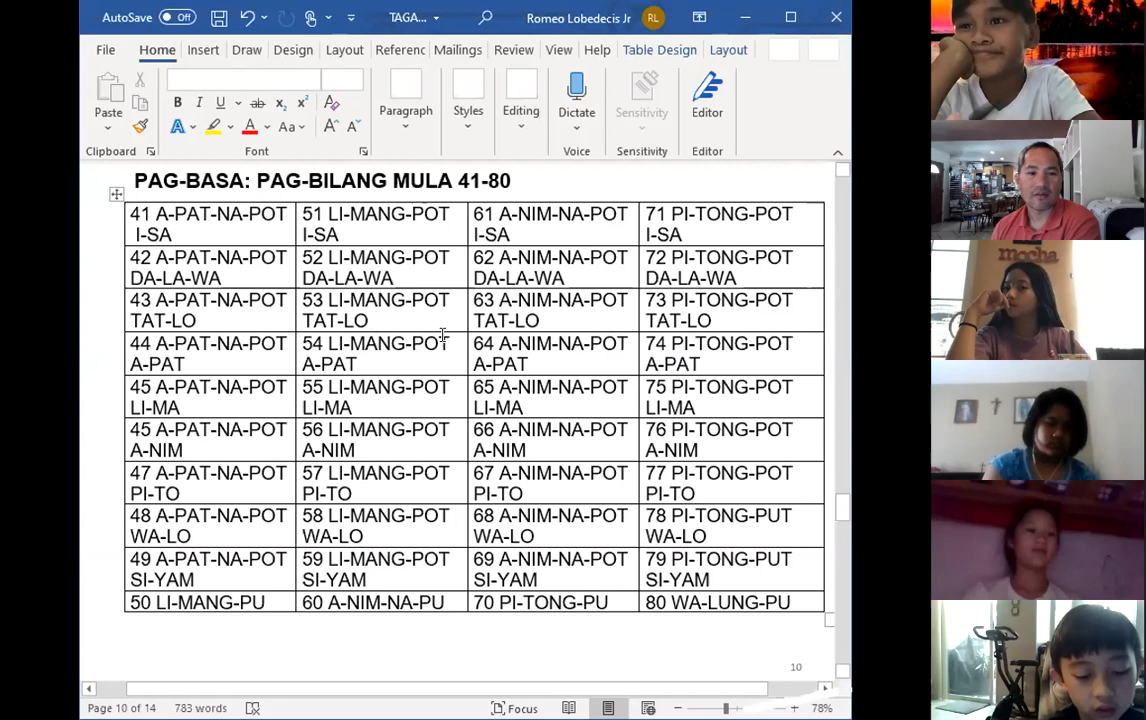 AutoSave Off TAGA... Romeo Lobedecis Jr RL
File Home Insert Draw Design Layout Referenc Mailings Review View Help Table Design Layout
Paste B I U ab x₂ x² A Aa A A Paragraph Styles Editing Dictate Sensitivity Editor
Clipboard Font Voice Sensitivity Editor
PAG-BASA: PAG-BILANG MULA 41-80
41 A-PAT-NA-POT 51 LI-MANG-POT 61 A-NIM-NA-POT 71 PI-TONG-POT
I-SA I-SA I-SA I-SA
42 A-PAT-NA-POT 52 LI-MANG-POT 62 A-NIM-NA-POT 72 PI-TONG-POT
DA-LA-WA DA-LA-WA DA-LA-WA DA-LA-WA
43 A-PAT-NA-POT 53 LI-MANG-POT 63 A-NIM-NA-POT 73 PI-TONG-POT
TAT-LO TAT-LO TAT-LO TAT-LO
44 A-PAT-NA-POT 54 LI-MANG-POT 64 A-NIM-NA-POT 74 PI-TONG-POT
A-PAT A-PAT A-PAT A-PAT
45 A-PAT-NA-POT 55 LI-MANG-POT 65 A-NIM-NA-POT 75 PI-TONG-POT
LI-MA LI-MA LI-MA LI-MA
45 A-PAT-NA-POT 56 LI-MANG-POT 66 A-NIM-NA-POT 76 PI-TONG-POT
A-NIM A-NIM A-NIM A-NIM
47 A-PAT-NA-POT 57 LI-MANG-POT 67 A-NIM-NA-POT 77 PI-TONG-POT
PI-TO PI-TO PI-TO PI-TO
48 A-PAT-NA-POT 58 LI-MANG-POT 68 A-NIM-NA-POT 78 PI-TONG-PUT
WA-LO WA-LO WA-LO WA-LO
49 A-PAT-NA-POT 59 LI-MANG-POT 69 A-NIM-NA-POT 79 PI-TONG-PUT
SI-YAM SI-YAM SI-YAM SI-YAM
50 LI-MANG-PU 60 A-NIM-NA-PU 70 PI-TONG-PU 80 WA-LUNG-PU
10
Page 10 of 14 783 words Focus 78%
mocha